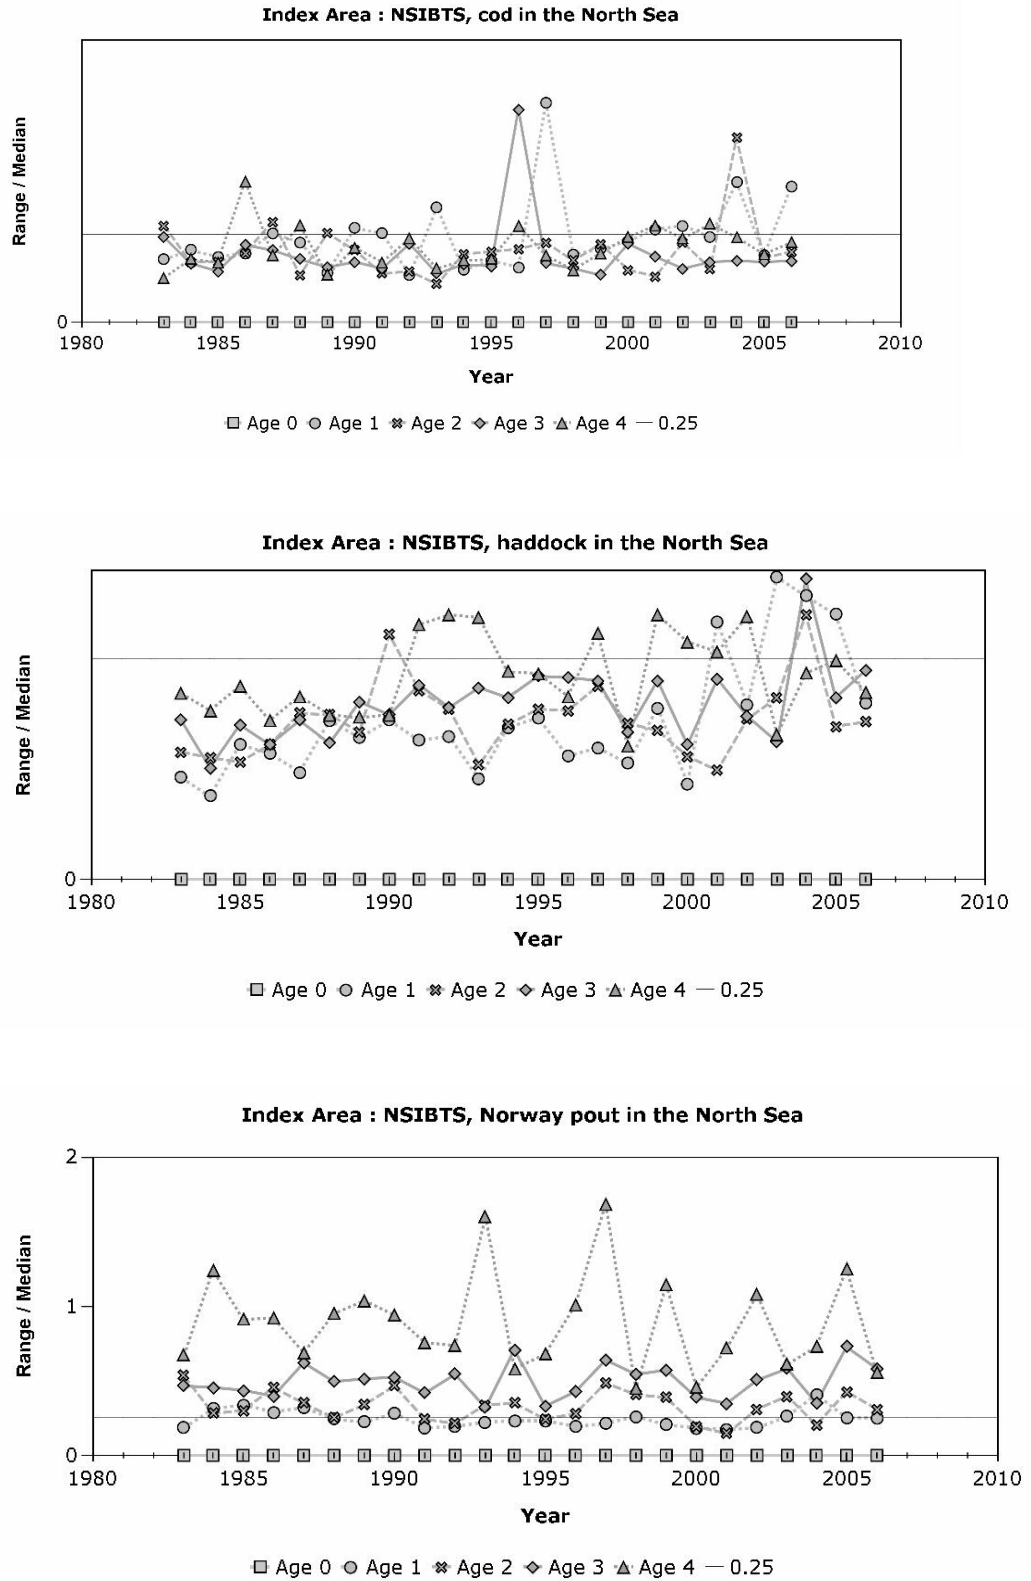 Index Area : NSIBTS, cod in the North Sea
Range / Median
0
1980 1985 1990 1995 2000 2005 2010
Year
Age 0 Age 1 Age 2 Age 3 Age 4 0.25
Index Area : NSIBTS, haddock in the North Sea
Range / Median
0
1980 1985 1990 1995 2000 2005 2010
Year
Age 0 Age 1 Age 2 Age 3 Age 4 0.25
Index Area : NSIBTS, Norway pout in the North Sea
2
Range / Median
1
0
1980 1985 1990 1995 2000 2005 2010
Year
Age 0 Age 1 Age 2 Age 3 Age 4 0.25